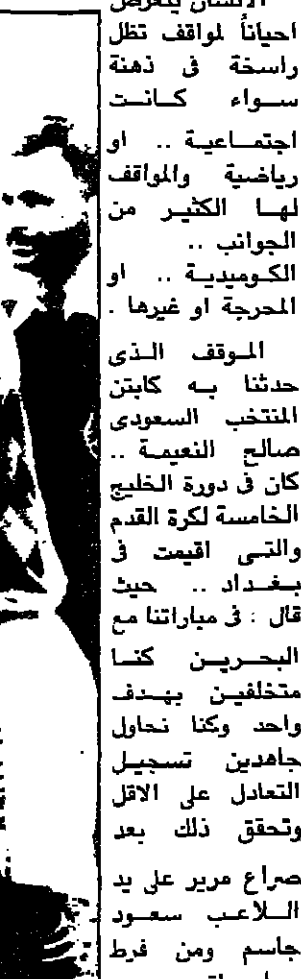 الانسان يتعرض
احياناً لمواقف تظل
راسخة فى ذهنة
سواء كانت
اجتماعية .. او
رياضية والمواقف
لها الكثير من
الجوانب ..
الكوميدية .. او
المحرجة او غيرها .
الموقف الذى
حدثنا به كابتن
المنتخب السعودى
صالح النعيمة ..
كان فى دورة الخليج
الخامسة لكرة القدم
والتى اقيمت فى
بغداد .. حيث
قال : فى مباراتنا مع
البحرين كنا
متخلفين بهدف
واحد وكنا نحاول
جاهدين تسجيل
التعادل على الاقل
وتحقق ذلك بعد
صراع مرير على يد
اللاعب سعود
جاسم ومن فرط